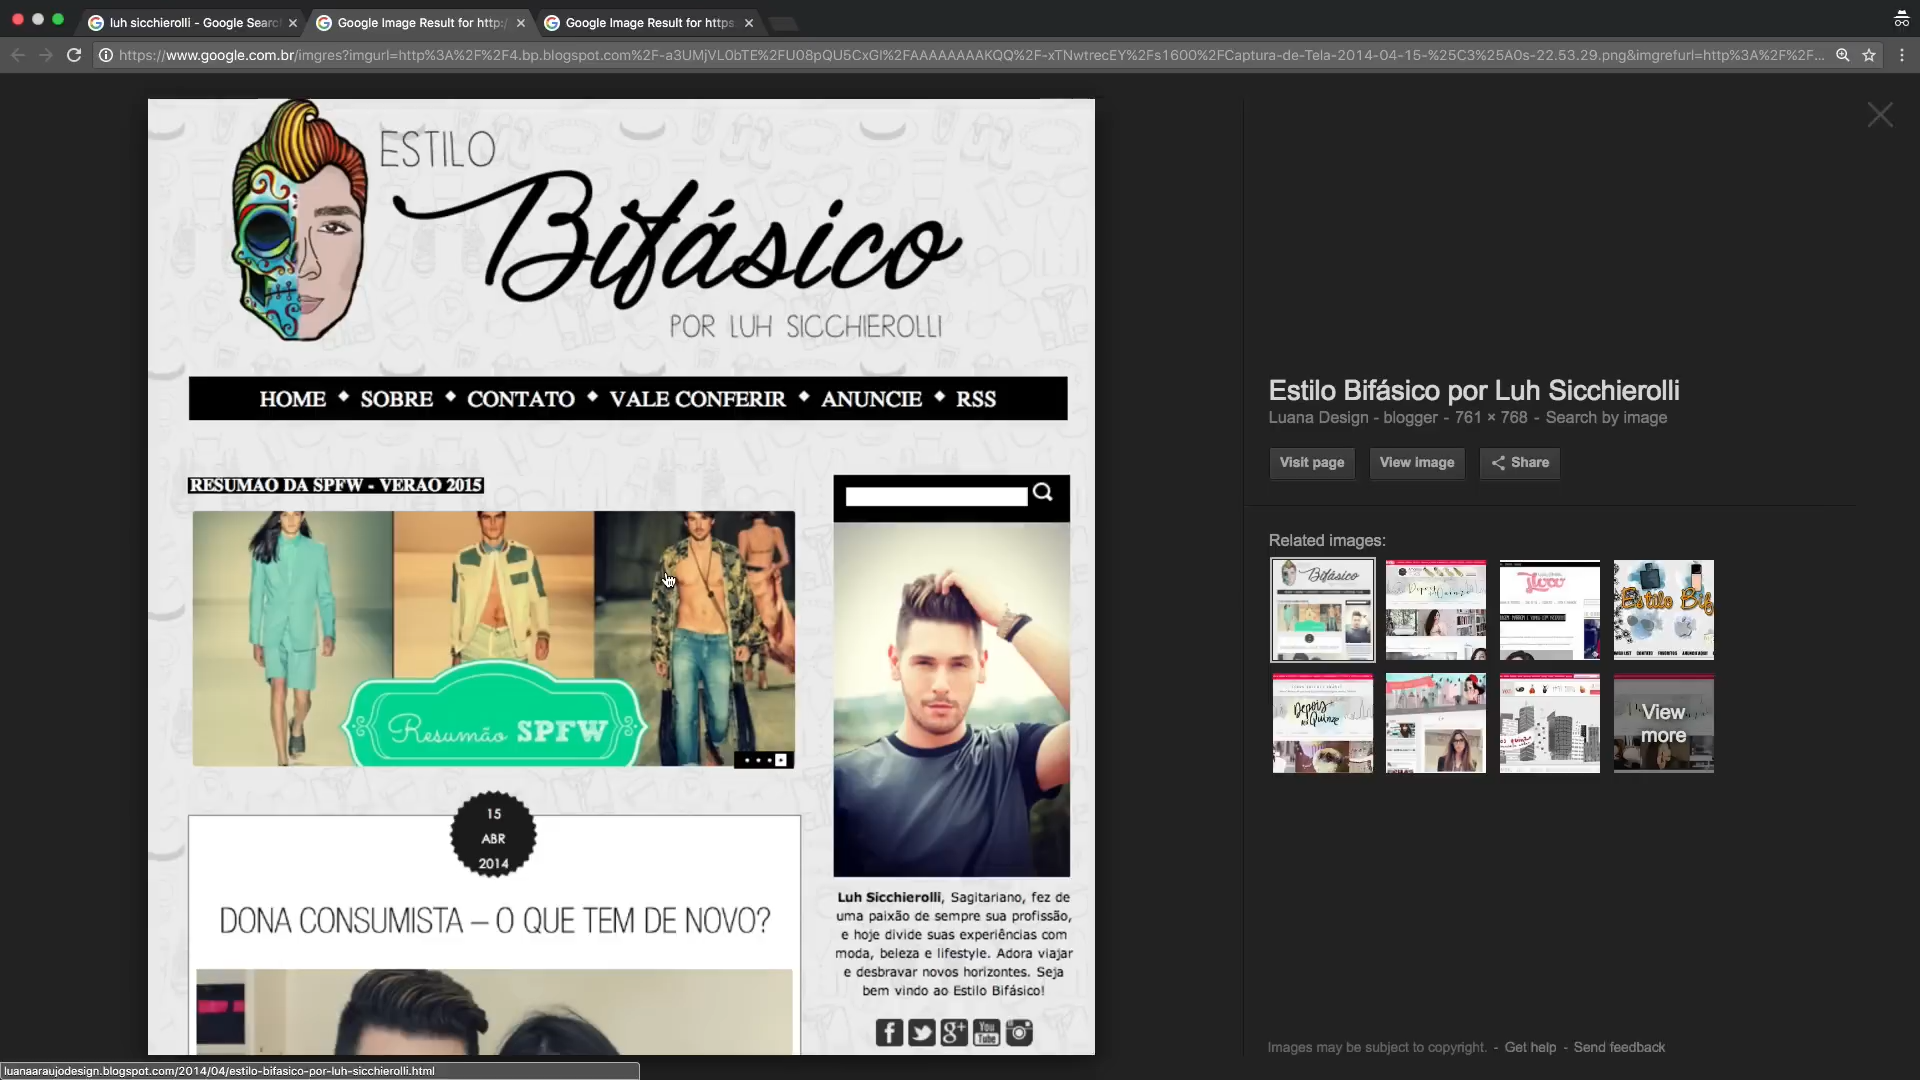 luh sicchierolli - Google Searc
Google Image Result for http:/
Google Image Result for https
https://www.google.com.br/imgres?imgurl=http%3A%2F%2F4.bp.blogspot.com%2F-a3UMjVL0bTE%2FU08pQU5CxGI%2FAAAAAAAAKQQ%2F-xTNwtrecEY%2Fs1600%2FCaptura-de-Tela-2014-04-15-%25C3%25A0s-22.53.29.png&imgrefurl=http%3A%2F%2F...
ESTILO
Bifásico
POR LUH SICCHIEROLLI
HOME ◆ SOBRE ◆ CONTATO ◆ VALE CONFERIR ◆ ANUNCIE ◆ RSS
RESUMAO DA SPFW - VERAO 2015
Resumão SPFW
15
ABR
2014
DONA CONSUMISTA – O QUE TEM DE NOVO?
Luh Sicchierolli, Sagitariano, fez de
uma paixão de sempre sua profissão,
e hoje divide suas experiências com
moda, beleza e lifestyle. Adora viajar
e desbravar novos horizontes. Seja
bem vindo ao Estilo Bifásico!
f
g+
You
Tube
Estilo Bifásico por Luh Sicchierolli
Luana Design - blogger - 761 × 768 - Search by image
Visit page
View image
Share
Related images:
Bifásico
Estilo Bif
Depois
dos Quinze
View
more
Images may be subject to copyright. - Get help - Send feedback
luanaaraujodesign.blogspot.com/2014/04/estilo-bifasico-por-luh-sicchierolli.html